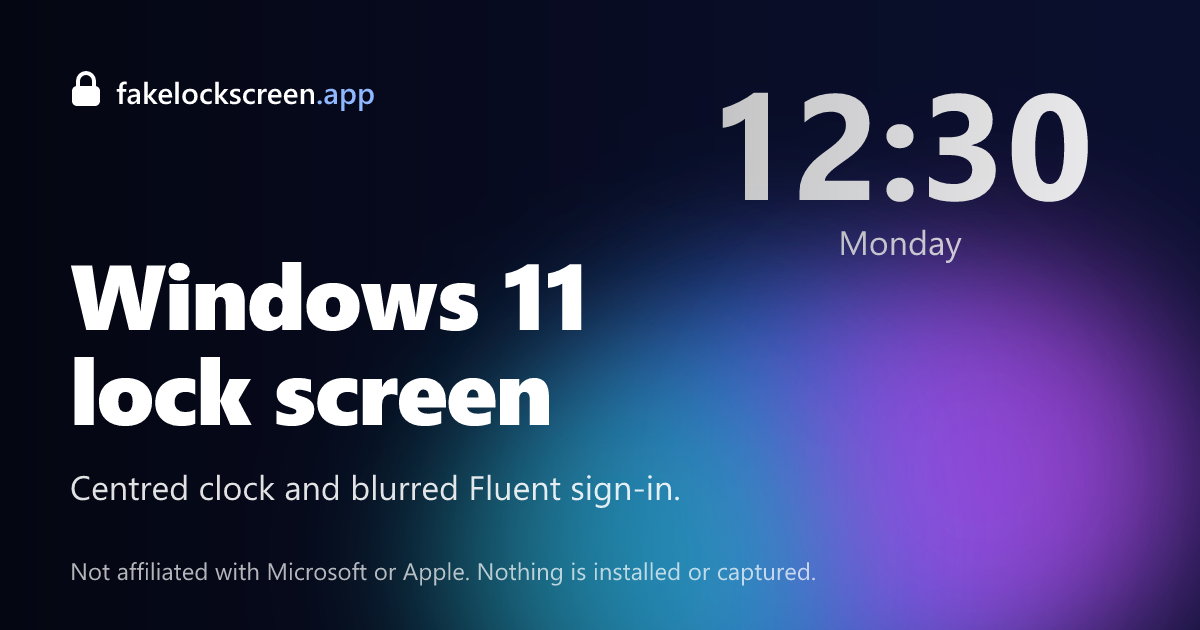 fakelockscreen.app
12:30
Monday
Windows 11
lock screen
Centred clock and blurred Fluent sign-in.
Not affiliated with Microsoft or Apple. Nothing is installed or captured.